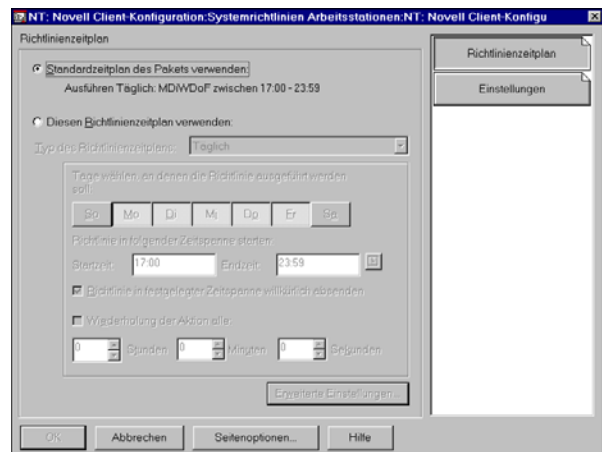 NT: Novell Client-Konfiguration:Systemrichtlinien Arbeitsstationen:NT: Novell Client-Konfigu
Richtlinienzeitplan
Standardzeitplan des Pakets verwenden:
Ausführen Täglich: MDiWDoF zwischen 17:00 - 23:59
Diesen Richtlinienzeitplan verwenden:
Typ des Richtlinienzeitplans: Täglich
Tage wählen, an denen die Richtlinie ausgeführt werden
soll:
So Mo Di Mi Do Fr Sa
Richtlinie in folgender Zeitspanne starten:
Startzeit: 17:00 Endzeit: 23:59
Richtlinie in festgelegter Zeitspanne willkürlich absenden
Wiederholung der Aktion alle:
0 Stunden 0 Minuten 0 Sekunden
Erweiterte Einstellungen...
OK Abbrechen Seitenoptionen... Hilfe
Richtlinienzeitplan
Einstellungen